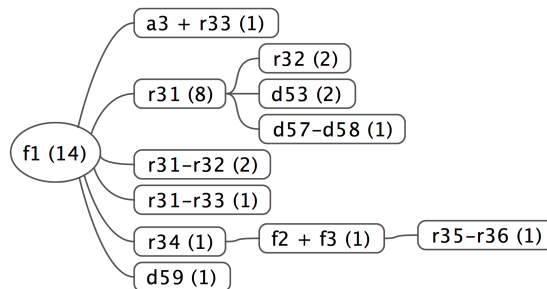 a3 + r33 (1)
r32 (2)
r31 (8)
d53 (2)
d57–d58 (1)
f1 (14)
r31–r32 (2)
r31–r33 (1)
r34 (1)
f2 + f3 (1)
r35–r36 (1)
d59 (1)